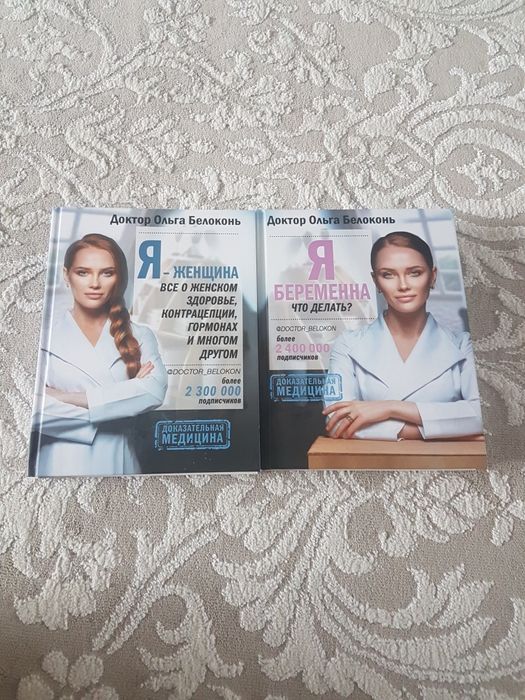 Доктор Ольга Белоконь
Я
- ЖЕНЩИНА
ВСЕ О ЖЕНСКОМ
ЗДОРОВЬЕ,
КОНТРАЦЕПЦИИ,
ГОРМОНАХ
И МНОГОМ
ДРУГОМ
@DOCTOR_BELOKON
более
2 300 000
подписчиков
ДОКАЗАТЕЛЬНАЯ
МЕДИЦИНА
Доктор Ольга Белоконь
Я
БЕРЕМЕННА
ЧТО ДЕЛАТЬ?
@DOCTOR_BELOKON
более
2 400 000
подписчиков
ДОКАЗАТЕЛЬНАЯ
МЕДИЦИНА